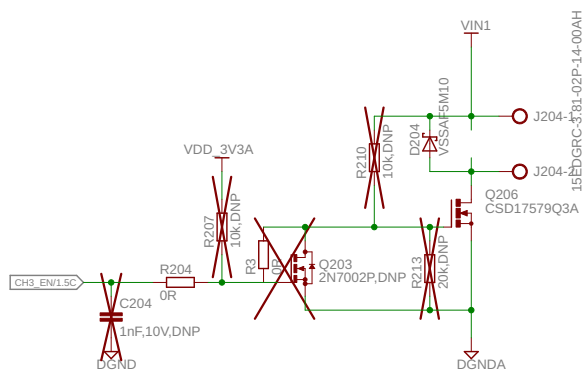 VIN1
J204-1
J204-2
15EDGRC-3.81-02P-14-00AH
D204
VSSAF5M10
R210
10k,DNP
VDD_3V3A
Q206
CSD17579Q3A
R207
10k,DNP
R3
0R
Q203
2N7002P,DNP
R213
20k,DNP
CH3_EN/1.5C
R204
0R
C204
1nF,10V,DNP
DGND
DGNDA